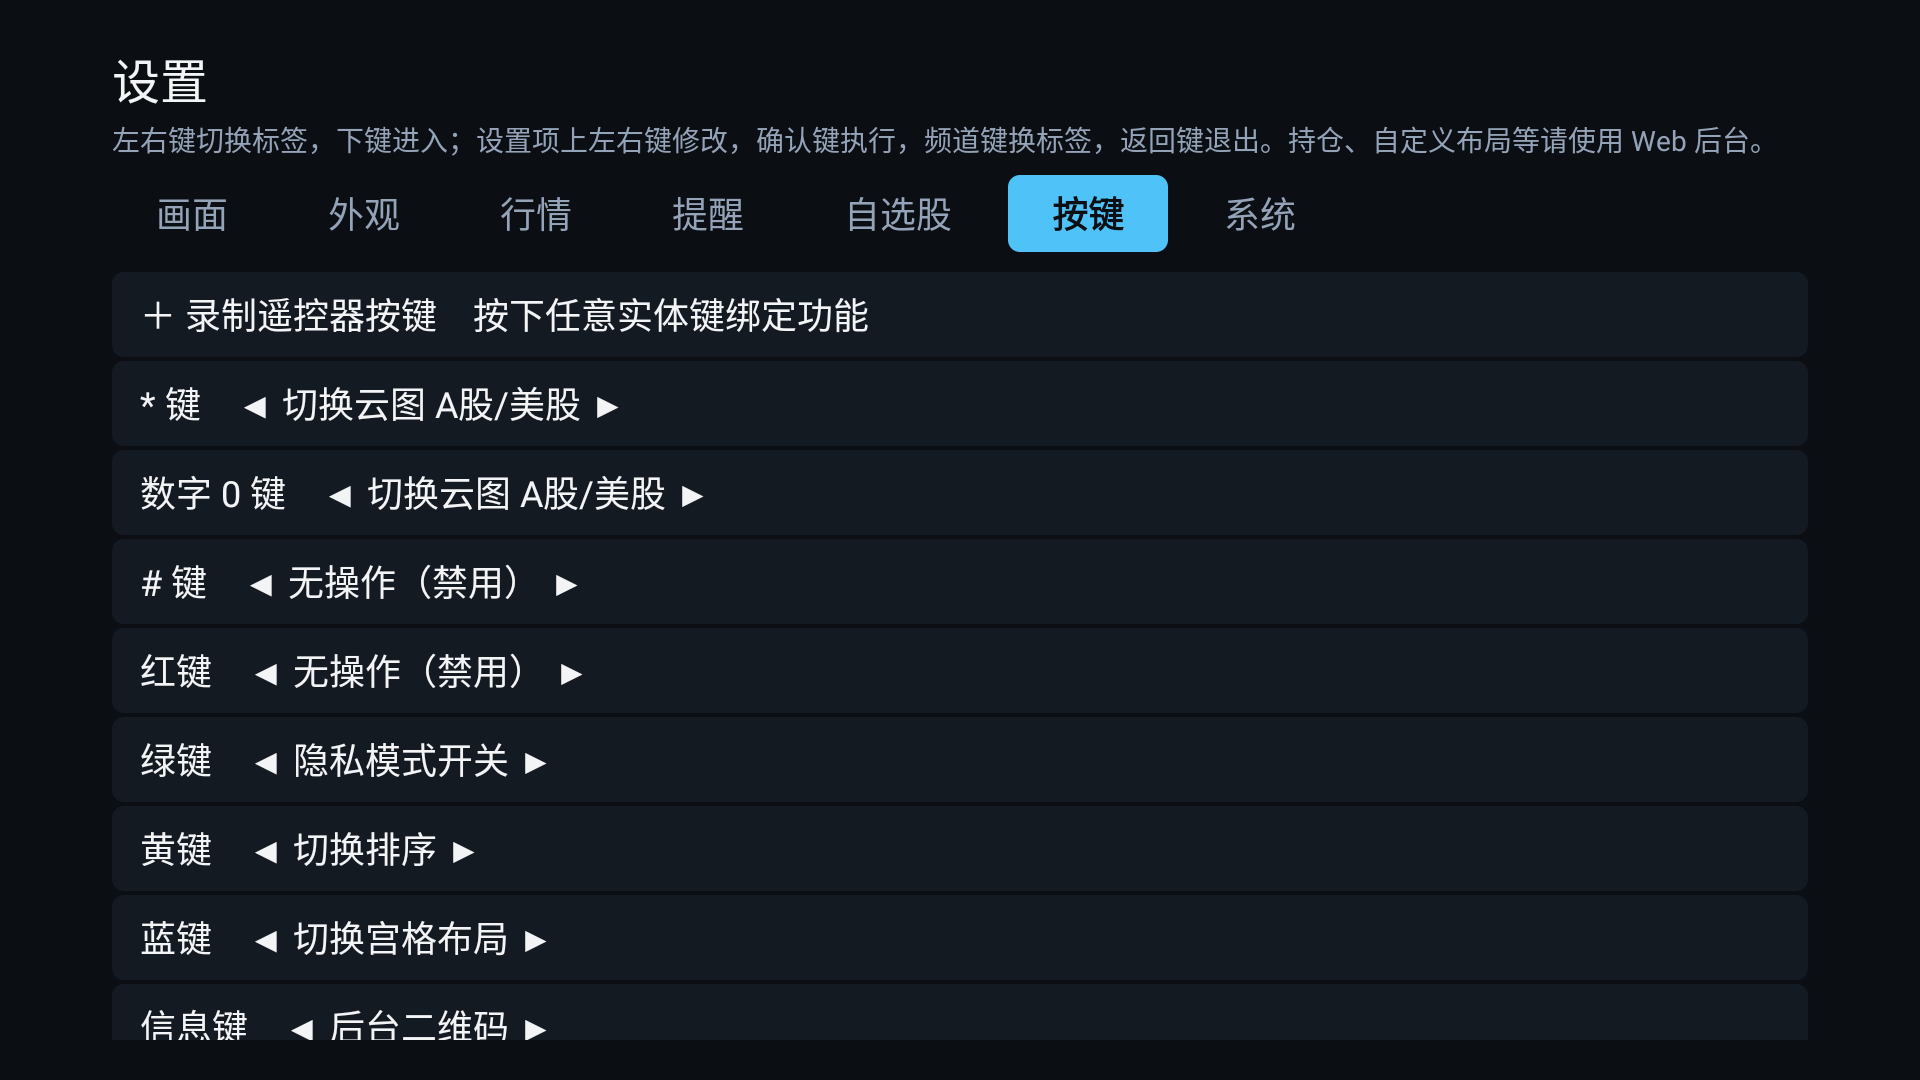 设置
左右键切换标签，下键进入；设置项上左右键修改，确认键执行，频道键换标签，返回键退出。持仓、自定义布局等请使用 Web 后台。
画面 外观 行情 提醒 自选股 按键 系统
＋ 录制遥控器按键 按下任意实体键绑定功能
* 键 ◀ 切换云图 A股/美股 ▶
数字 0 键 ◀ 切换云图 A股/美股 ▶
# 键 ◀ 无操作（禁用） ▶
红键 ◀ 无操作（禁用） ▶
绿键 ◀ 隐私模式开关 ▶
黄键 ◀ 切换排序 ▶
蓝键 ◀ 切换宫格布局 ▶
信息键 ◀ 后台二维码 ▶